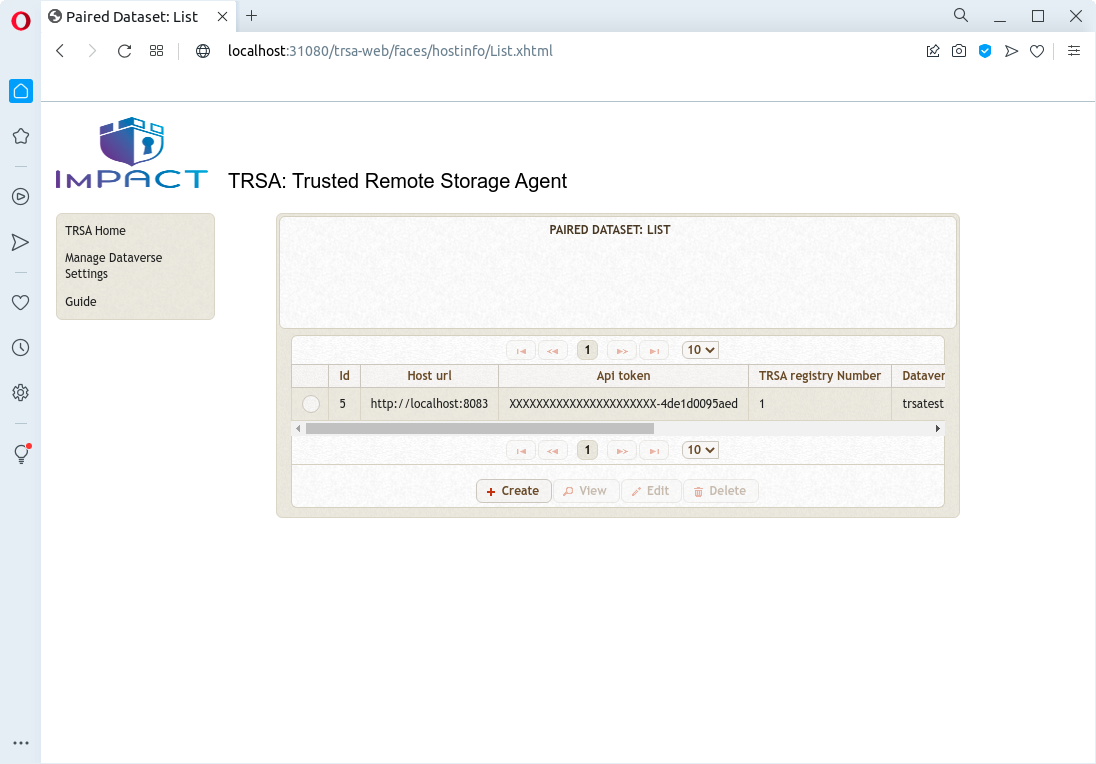 Paired Dataset: List
localhost:31080/trsa-web/faces/hostinfo/List.xhtml
IMPACT
TRSA: Trusted Remote Storage Agent
TRSA Home
Manage Dataverse
Settings
Guide
PAIRED DATASET: LIST
1 10
Id Host url Api token TRSA registry Number Dataver
5 http://localhost:8083 XXXXXXXXXXXXXXXXXXXXXX-4de1d0095aed 1 trsatest
1 10
Create View Edit Delete